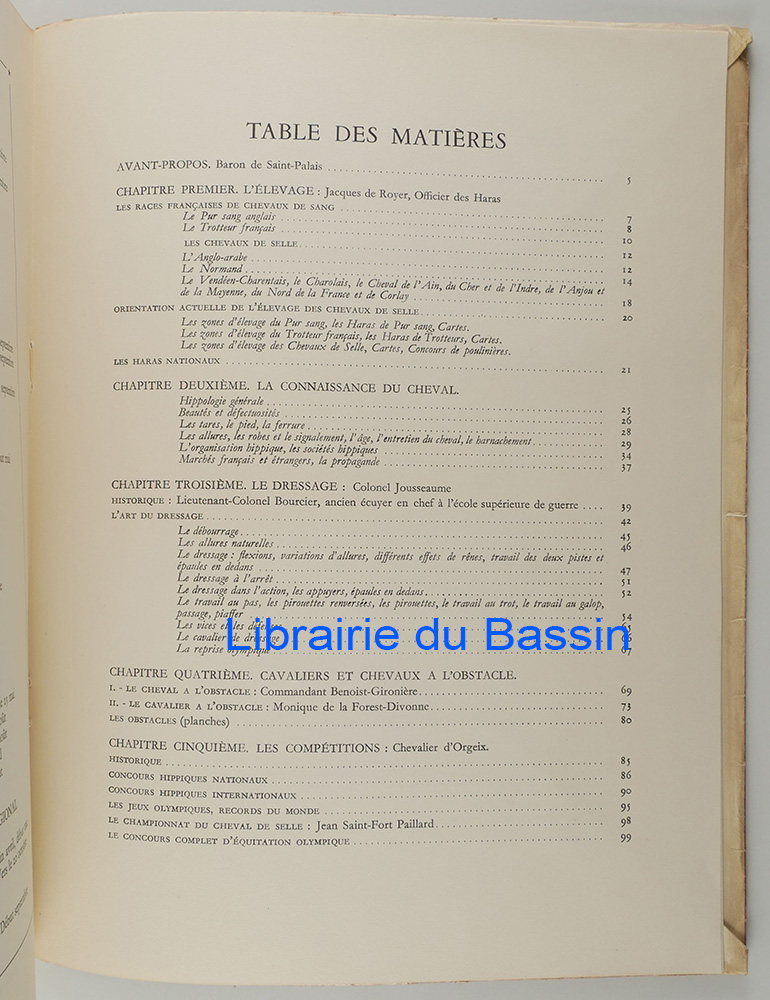 TABLE DES MATIÈRES
AVANT-PROPOS. Baron de Saint-Palais 5
CHAPITRE PREMIER. L'ÉLEVAGE : Jacques de Royer, Officier des Haras
LES RACES FRANÇAISES DE CHEVAUX DE SANG
Le Pur sang anglais 7
Le Trotteur français 8
LES CHEVAUX DE SELLE 10
L'Anglo-arabe 12
Le Normand 12
Le Vendéen-Charentais, le Charolais, le Cheval de l'Ain, du Cher et de l'Indre, de l'Anjou et 14
de la Mayenne, du Nord de la France et de Corlay 18
ORIENTATION ACTUELLE DE L'ÉLEVAGE DES CHEVAUX DE SELLE 20
Les zones d'élevage du Pur sang, les Haras de Pur sang, Cartes.
Les zones d'élevage du Trotteur français, les Haras de Trotteurs, Cartes.
Les zones d'élevage des Chevaux de Selle, Cartes, Concours de poulinières.
LES HARAS NATIONAUX 21
CHAPITRE DEUXIÈME. LA CONNAISSANCE DU CHEVAL.
Hippologie générale 25
Beautés et défectuosités 26
Les tares, le pied, la ferrure 28
Les allures, les robes et le signalement, l'âge, l'entretien du cheval, le harnachement 29
L'organisation hippique, les sociétés hippiques 34
Marchés français et étrangers, la propagande 37
CHAPITRE TROISIÈME. LE DRESSAGE : Colonel Jousseaume
HISTORIQUE : Lieutenant-Colonel Bourcier, ancien écuyer en chef à l'école supérieure de guerre 39
L'ART DU DRESSAGE 42
Le débourrage 45
Les allures naturelles 46
Le dressage : flexions, variations d'allures, différents effets de rênes, travail des deux pistes et
épaules en dedans 47
Le dressage à l'arrêt 51
Le dressage dans l'action, les appuyers, épaules en dedans 52
Le travail au pas, les pirouettes renversées, les pirouettes, le travail au trot, le travail au galop,
passage, piaffer 54
Les vices et les défenses
Le cavalier de dressage
La reprise olympique 67
Librairie du Bassin
CHAPITRE QUATRIÈME. CAVALIERS ET CHEVAUX A L'OBSTACLE.
I. - LE CHEVAL A L'OBSTACLE : Commandant Benoist-Gironière 69
II. - LE CAVALIER A L'OBSTACLE : Monique de la Forest-Divonne 73
LES OBSTACLES (planches) 80
CHAPITRE CINQUIÈME. LES COMPÉTITIONS : Chevalier d'Orgeix.
HISTORIQUE 85
CONCOURS HIPPIQUES NATIONAUX 86
CONCOURS HIPPIQUES INTERNATIONAUX 90
LES JEUX OLYMPIQUES, RECORDS DU MONDE 95
LE CHAMPIONNAT DU CHEVAL DE SELLE : Jean Saint-Fort Paillard 98
LE CONCOURS COMPLET D'ÉQUITATION OLYMPIQUE 99